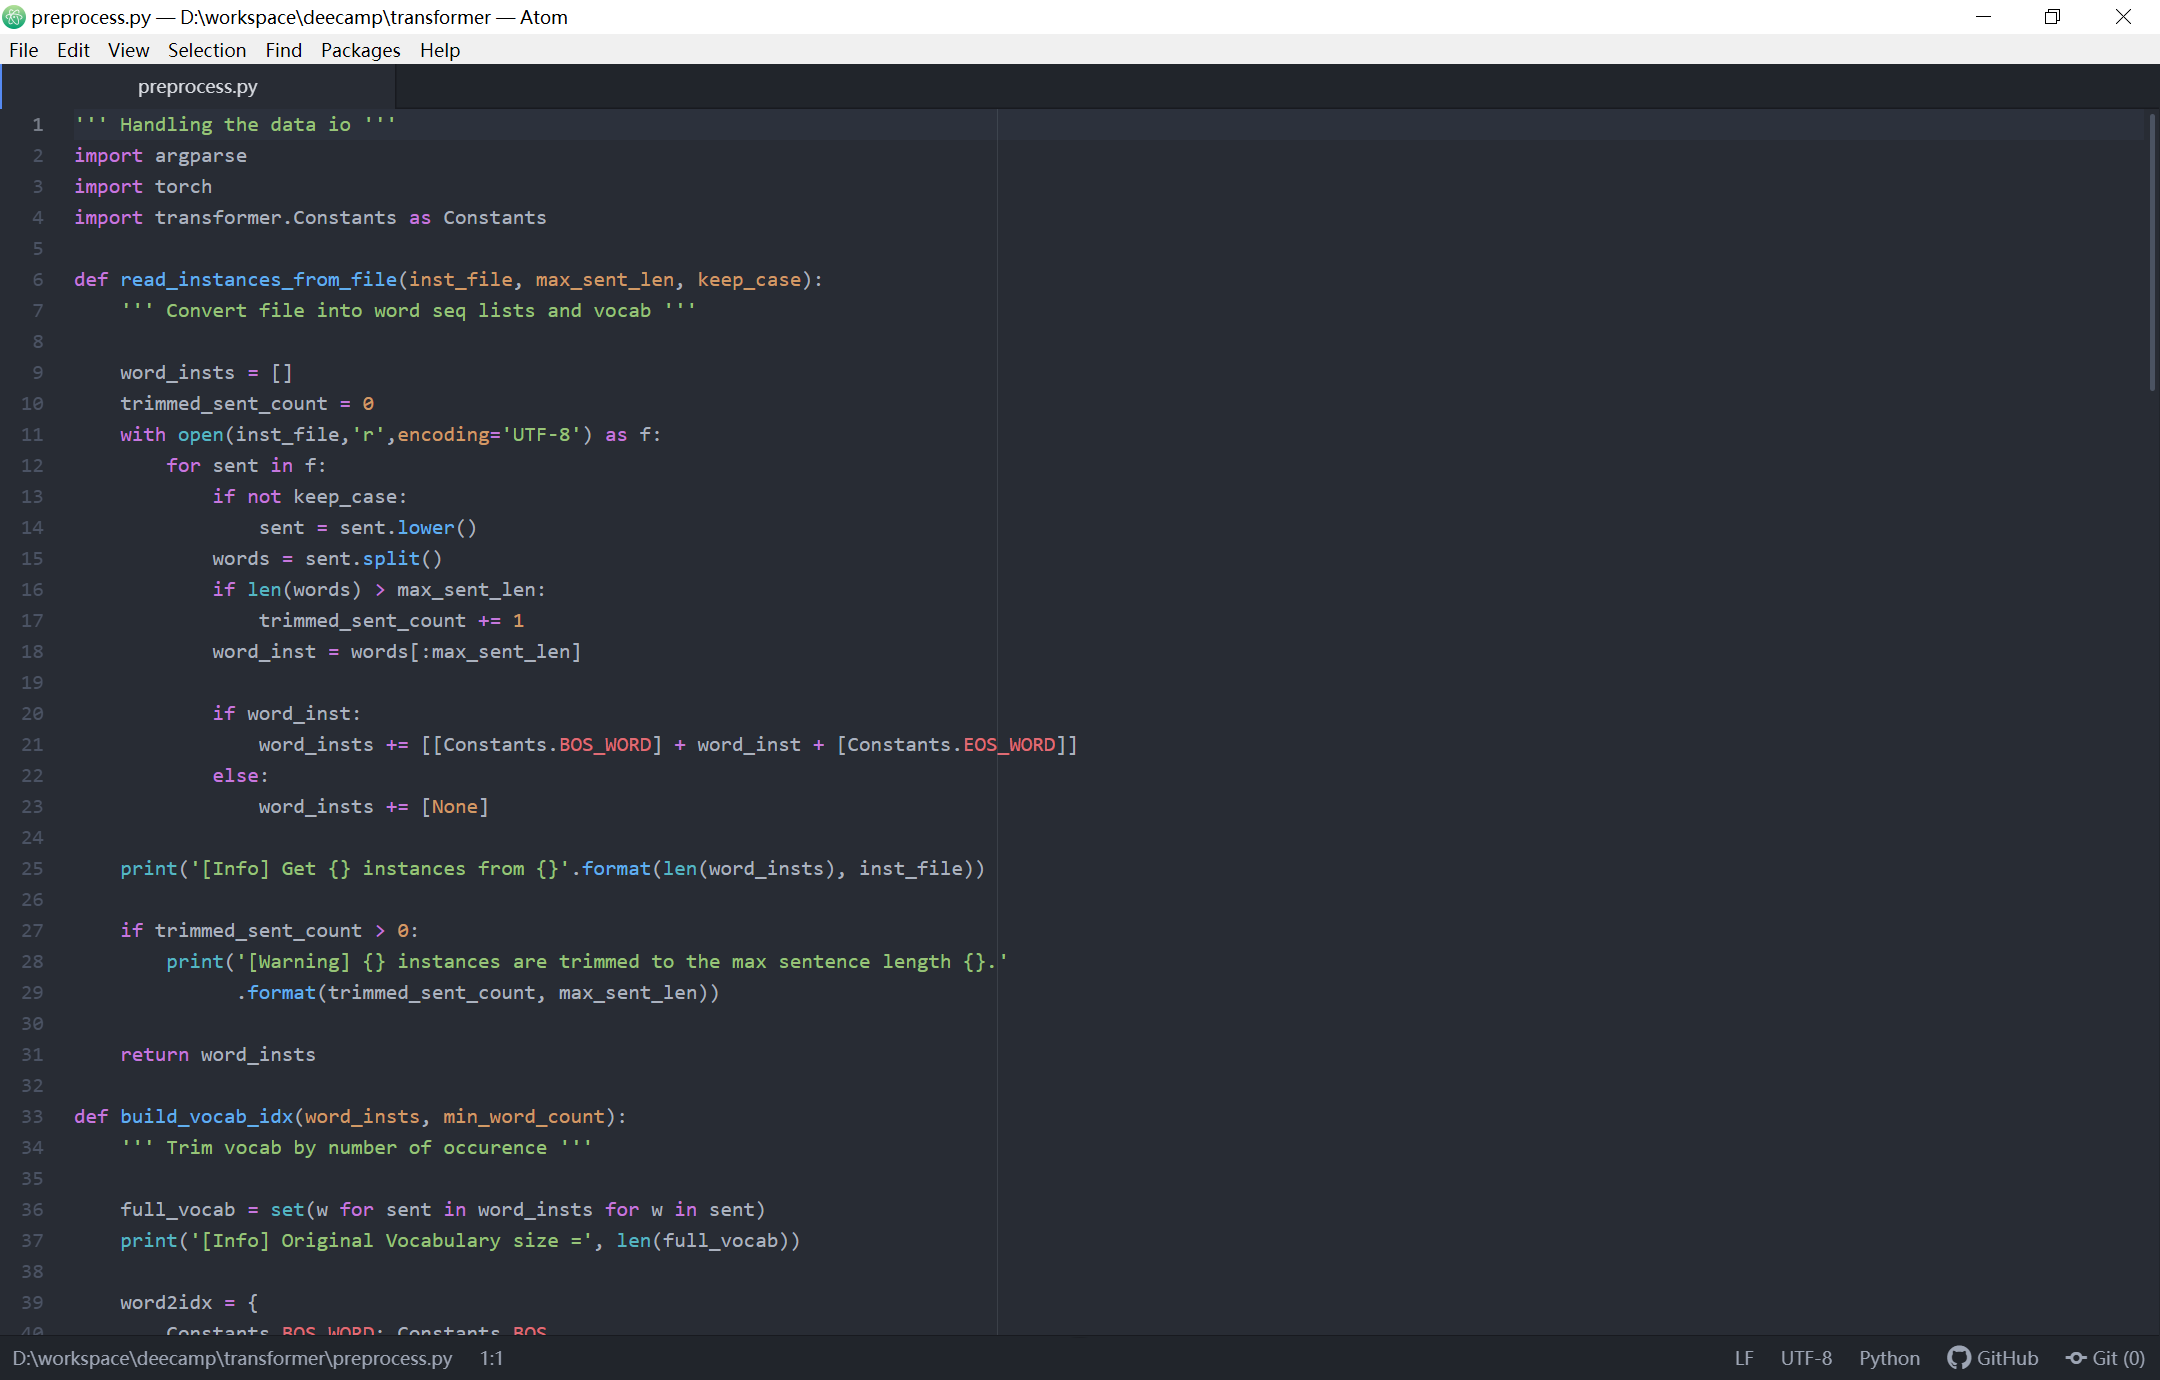 preprocess.py — D:\workspace\deecamp\transformer — Atom
File Edit View Selection Find Packages Help
preprocess.py
1 ''' Handling the data io '''
2 import argparse
3 import torch
4 import transformer.Constants as Constants
5
6 def read_instances_from_file(inst_file, max_sent_len, keep_case):
7     ''' Convert file into word seq lists and vocab '''
8
9     word_insts = []
10     trimmed_sent_count = 0
11     with open(inst_file,'r',encoding='UTF-8') as f:
12         for sent in f:
13             if not keep_case:
14                 sent = sent.lower()
15             words = sent.split()
16             if len(words) > max_sent_len:
17                 trimmed_sent_count += 1
18             word_inst = words[:max_sent_len]
19
20             if word_inst:
21                 word_insts += [[Constants.BOS_WORD] + word_inst + [Constants.EOS_WORD]]
22             else:
23                 word_insts += [None]
24
25     print('[Info] Get {} instances from {}'.format(len(word_insts), inst_file))
26
27     if trimmed_sent_count > 0:
28         print('[Warning] {} instances are trimmed to the max sentence length {}.'
29               .format(trimmed_sent_count, max_sent_len))
30
31     return word_insts
32
33 def build_vocab_idx(word_insts, min_word_count):
34     ''' Trim vocab by number of occurence '''
35
36     full_vocab = set(w for sent in word_insts for w in sent)
37     print('[Info] Original Vocabulary size =', len(full_vocab))
38
39     word2idx = {
40         Constants.BOS_WORD: Constants.BOS
D:\workspace\deecamp\transformer\preprocess.py 1:1 LF UTF-8 Python GitHub Git (0)